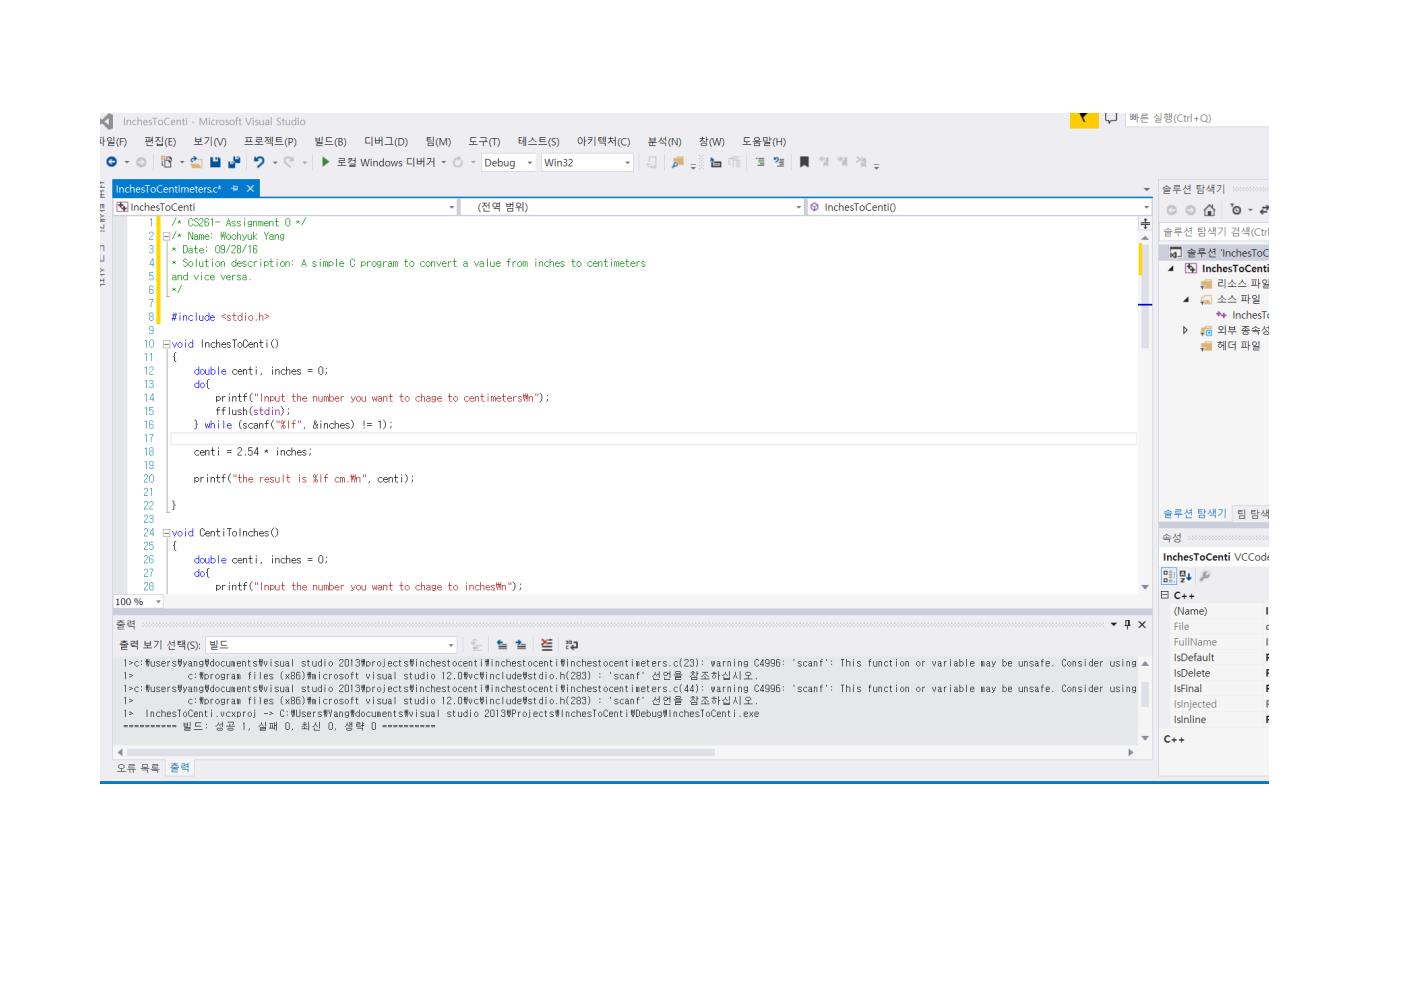 InchesToCenti - Microsoft Visual Studio
빠른 실행(Ctrl+Q)
파일(F) 편집(E) 보기(V) 프로젝트(P) 빌드(B) 디버그(D) 팀(M) 도구(T) 테스트(S) 아키텍처(C) 분석(N) 창(W) 도움말(H)
로컬 Windows 디버거 Debug Win32
InchesToCentimeters.c*
InchesToCenti (전역 범위) InchesToCenti()
1 /* CS261- Assignment 0 */
2 /* Name: Woohyuk Yang
3 * Date: 09/28/16
4 * Solution description: A simple C program to convert a value from inches to centimeters
5 and vice versa.
6 */
7
8 #include <stdio.h>
9
10 void InchesToCenti()
11 {
12 double centi, inches = 0;
13 do{
14 printf("Input the number you want to chage to centimeters₩n");
15 fflush(stdin);
16 } while (scanf("%lf", &inches) != 1);
17
18 centi = 2.54 * inches;
19
20 printf("the result is %lf cm.₩n", centi);
21
22 }
23
24 void CentiToInches()
25 {
26 double centi, inches = 0;
27 do{
28 printf("Input the number you want to chage to inches₩n");
100 %
출력
출력 보기 선택(S): 빌드
1>c:₩users₩yang₩documents₩visual studio 2013₩projects₩inchestocenti₩inchestocenti₩inchestocentimeters.c(23): warning C4996: 'scanf': This function or variable may be unsafe. Consider using
1> c:₩program files (x86)₩microsoft visual studio 12.0₩vc₩include₩stdio.h(283) : 'scanf' 선언을 참조하십시오.
1>c:₩users₩yang₩documents₩visual studio 2013₩projects₩inchestocenti₩inchestocenti₩inchestocentimeters.c(44): warning C4996: 'scanf': This function or variable may be unsafe. Consider using
1> c:₩program files (x86)₩microsoft visual studio 12.0₩vc₩include₩stdio.h(283) : 'scanf' 선언을 참조하십시오.
1> InchesToCenti.vcxproj -> C:₩Users₩Yang₩documents₩visual studio 2013₩Projects₩InchesToCenti₩Debug₩InchesToCenti.exe
========== 빌드: 성공 1, 실패 0, 최신 0, 생략 0 ==========
오류 목록 출력
솔루션 탐색기
솔루션 탐색기 검색(Ctrl
솔루션 'InchesToC
InchesToCenti
리소스 파일
소스 파일
InchesTo
외부 종속성
헤더 파일
솔루션 탐색기 팀 탐색
속성
InchesToCenti VCCode
C++
(Name)
File
FullName
IsDefault
IsDelete
IsFinal
IsInjected
IsInline
C++